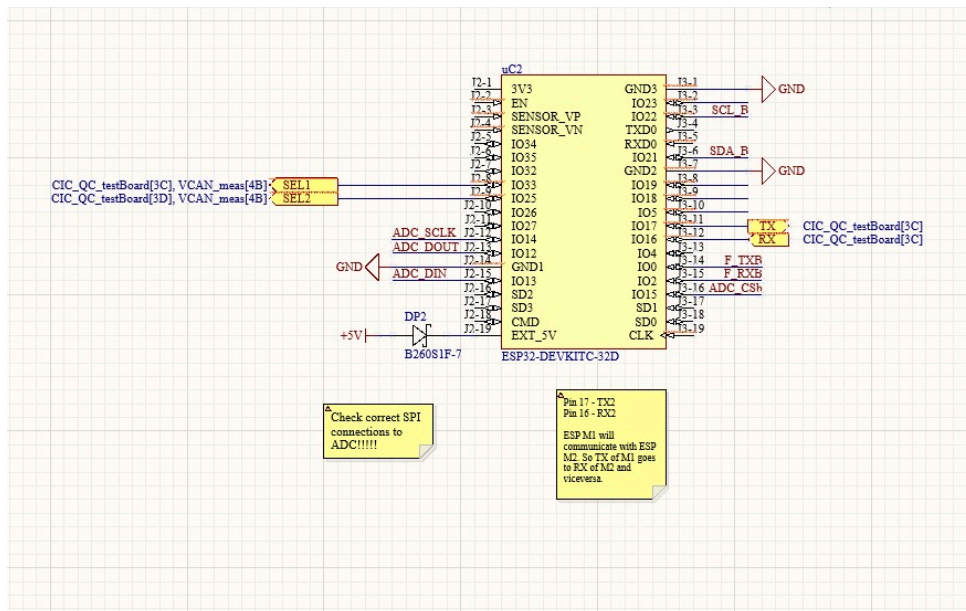 uC2
J2-1 3V3 GND3 J3-1 GND
J2-2 EN IO23 J3-2
J2-3 SENSOR_VP IO22 J3-3 SCL_B
J2-4 SENSOR_VN TXD0 J3-4
J2-5 IO34 RXD0 J3-5
J2-6 IO35 IO21 J3-6 SDA_B
J2-7 IO32 GND2 J3-7 GND
CIC_QC_testBoard[3C], VCAN_meas[4B] SEL1 J2-8 IO33 IO19 J3-8
CIC_QC_testBoard[3D], VCAN_meas[4B] SEL2 J2-9 IO25 IO18 J3-9
J2-10 IO26 IO5 J3-10
J2-11 IO27 IO17 J3-11 TX CIC_QC_testBoard[3C]
ADC_SCLK J2-12 IO14 IO16 J3-12 RX CIC_QC_testBoard[3C]
ADC_DOUT J2-13 IO12 IO4 J3-13
GND J2-14 GND1 IO0 J3-14 F_TXB
ADC_DIN J2-15 IO13 IO2 J3-15 F_RXB
J2-16 SD2 IO15 J3-16 ADC_CSb
J2-17 SD3 SD1 J3-17
J2-18 CMD SD0 J3-18
+5V DP2 J2-19 EXT_5V CLK J3-19
B260S1F-7 ESP32-DEVKITC-32D
Check correct SPI
connections to
ADC!!!!!
Pin 17 - TX2
Pin 16 - RX2
ESP M1 will
communicate with ESP
M2. So TX of M1 goes
to RX of M2 and
viceversa.